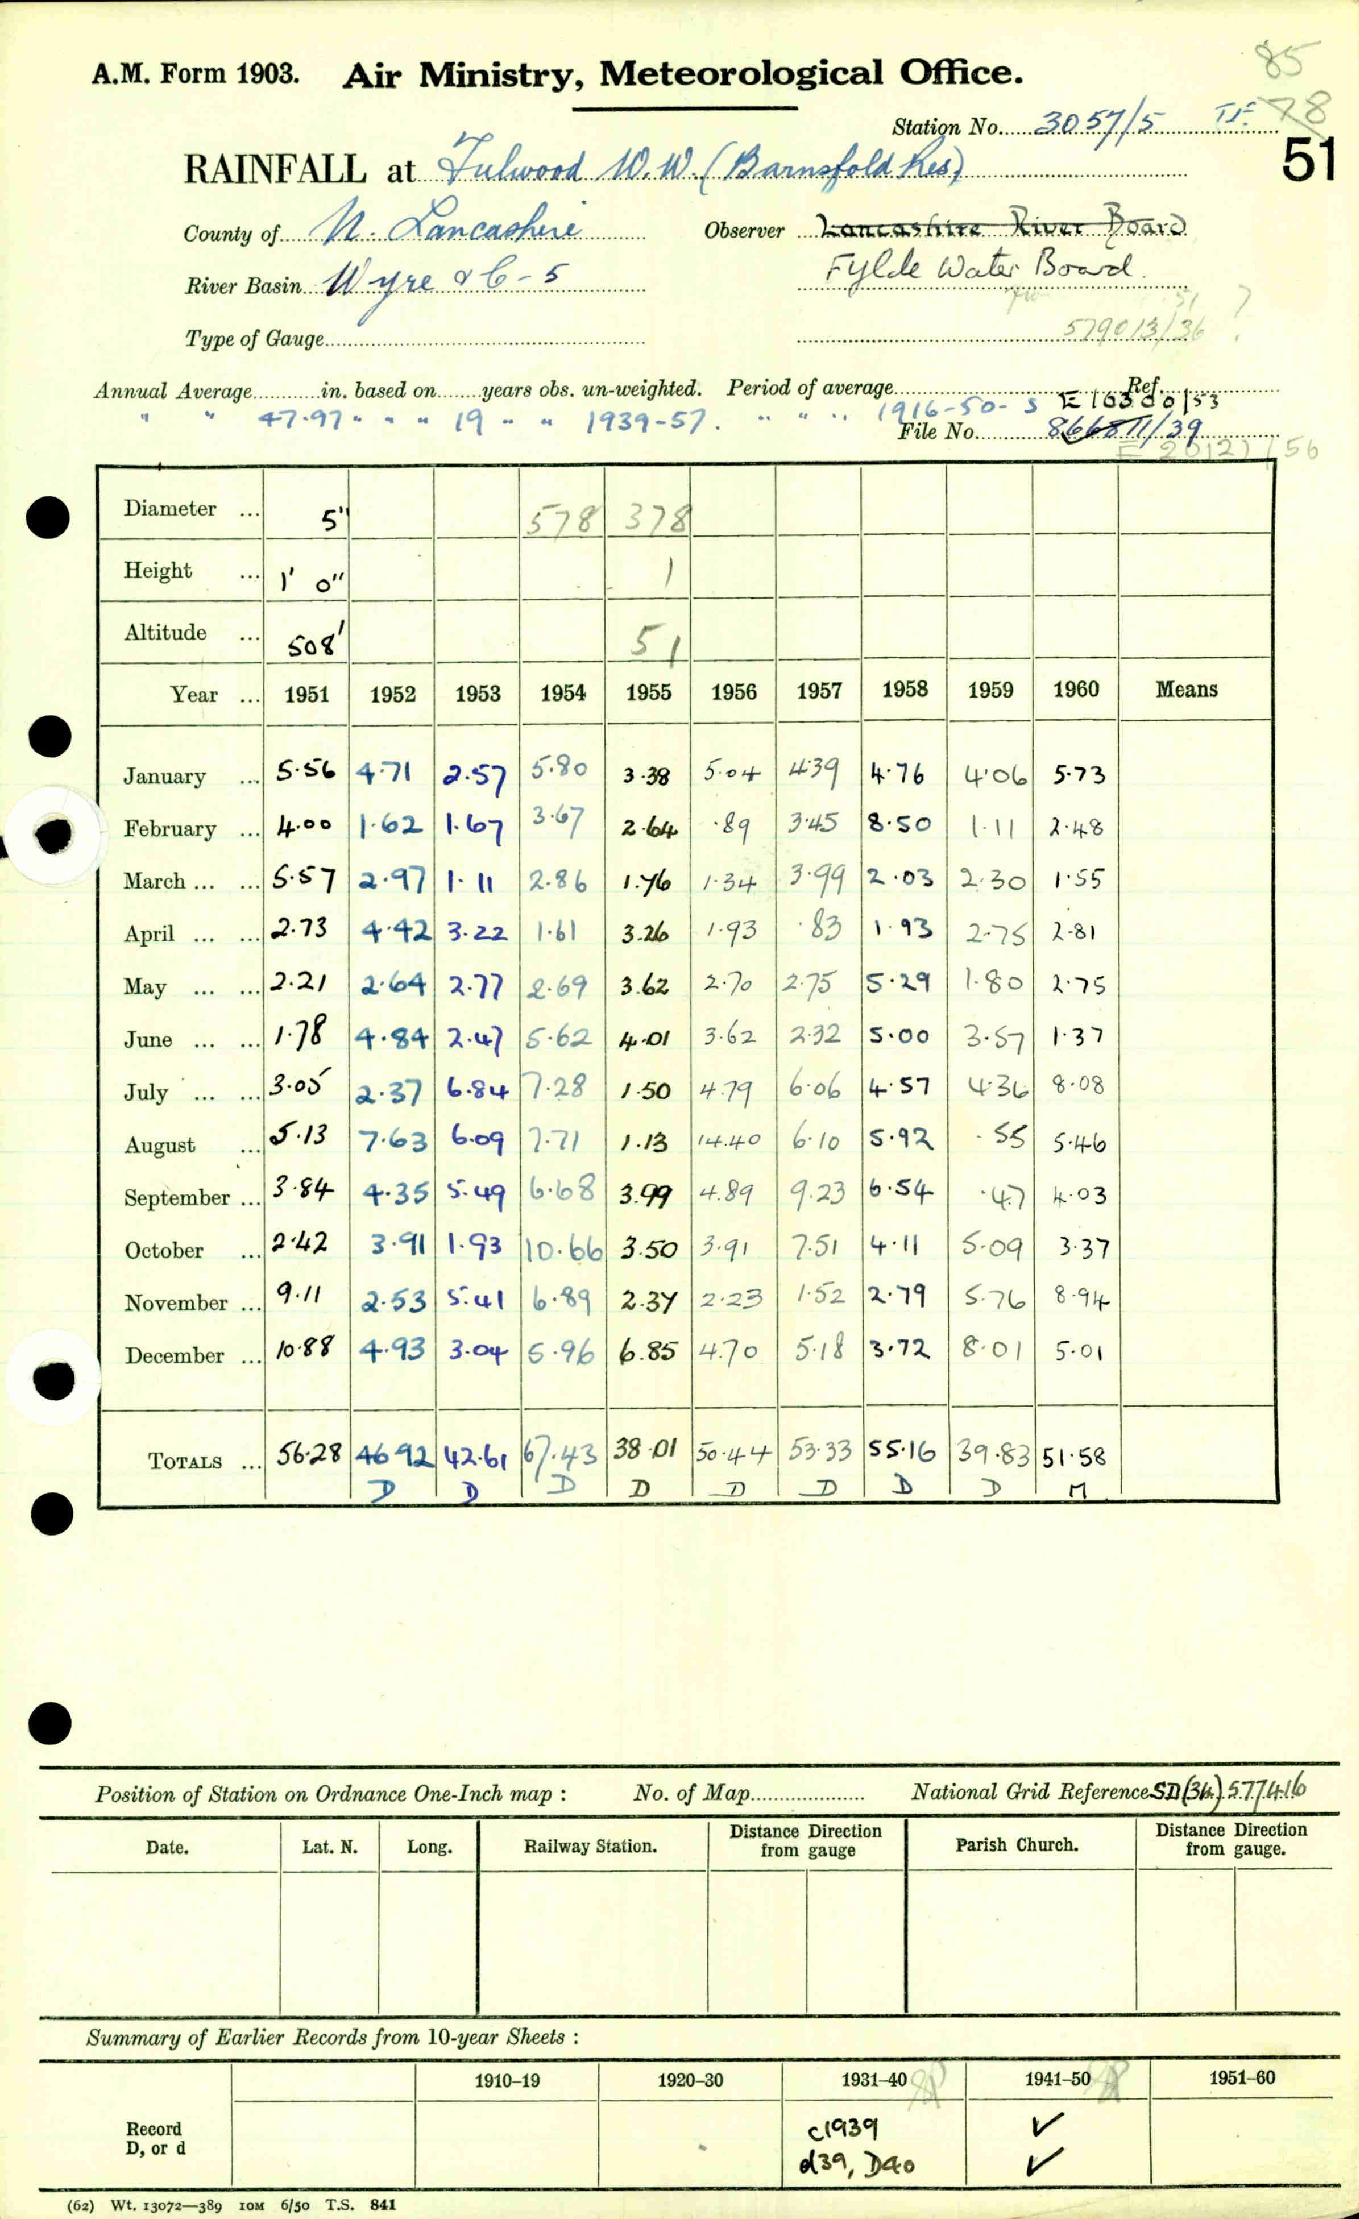 85
A.M. Form 1903. Air Ministry, Meteorological Office.
Station No. 3057/5 78
51
RAINFALL at Fulwood W.W. (Barnsfold Res)
County of N. Lancashire Observer Lancashire River Board
River Basin Wyre & C-5 Fylde Water Board
Type of Gauge 579013/36 ?
Annual Average in. based on years obs. un-weighted. Period of average Ref.
" " 47.97 " " " 19 " " 1939-57. " " " 1916-50-S E 16380/53
File No. 866811/39
E 20127/56
Diameter ... 5" 578 378
Height ... 1' 0" 1
Altitude ... 508' 51
Year ... 1951 1952 1953 1954 1955 1956 1957 1958 1959 1960 Means
January ... 5.56 4.71 2.57 5.80 3.38 5.04 4.39 4.76 4.06 5.73
February ... 4.00 1.62 1.67 3.67 2.64 .89 3.45 8.50 1.11 2.48
March ... ... 5.57 2.97 1.11 2.86 1.76 1.34 3.99 2.03 2.30 1.55
April ... ... 2.73 4.42 3.22 1.61 3.26 1.93 .83 1.93 2.75 2.81
May ... ... 2.21 2.64 2.77 2.69 3.62 2.70 2.75 5.29 1.80 2.75
June ... ... 1.78 4.84 2.47 5.62 4.01 3.62 2.32 5.00 3.57 1.37
July ... ... 3.05 2.37 6.84 7.28 1.50 4.79 6.06 4.57 4.36 8.08
August ... 5.13 7.63 6.09 7.71 1.13 14.40 6.10 5.92 .55 5.46
September ... 3.84 4.35 5.49 6.68 3.99 4.89 9.23 6.54 .47 4.03
October ... 2.42 3.91 1.93 10.66 3.50 3.91 7.51 4.11 5.09 3.37
November ... 9.11 2.53 5.41 6.89 2.37 2.23 1.52 2.79 5.76 8.94
December ... 10.88 4.93 3.04 5.96 6.85 4.70 5.18 3.72 8.01 5.01
TOTALS ... 56.28 46.92 42.61 67.43 38.01 50.44 53.33 55.16 39.83 51.58
D D D D D D D D M
Position of Station on Ordnance One-Inch map : No. of Map National Grid Reference SD(34)577416
Date. Lat. N. Long. Railway Station. Distance Direction from gauge Parish Church. Distance Direction from gauge.
Summary of Earlier Records from 10-year Sheets :
1910–19 1920–30 1931–40 1941–50 1951–60
Record c1939 ✓
D, or d d39, D40 ✓
(62) Wt. 13072—389 10M 6/50 T.S. 841